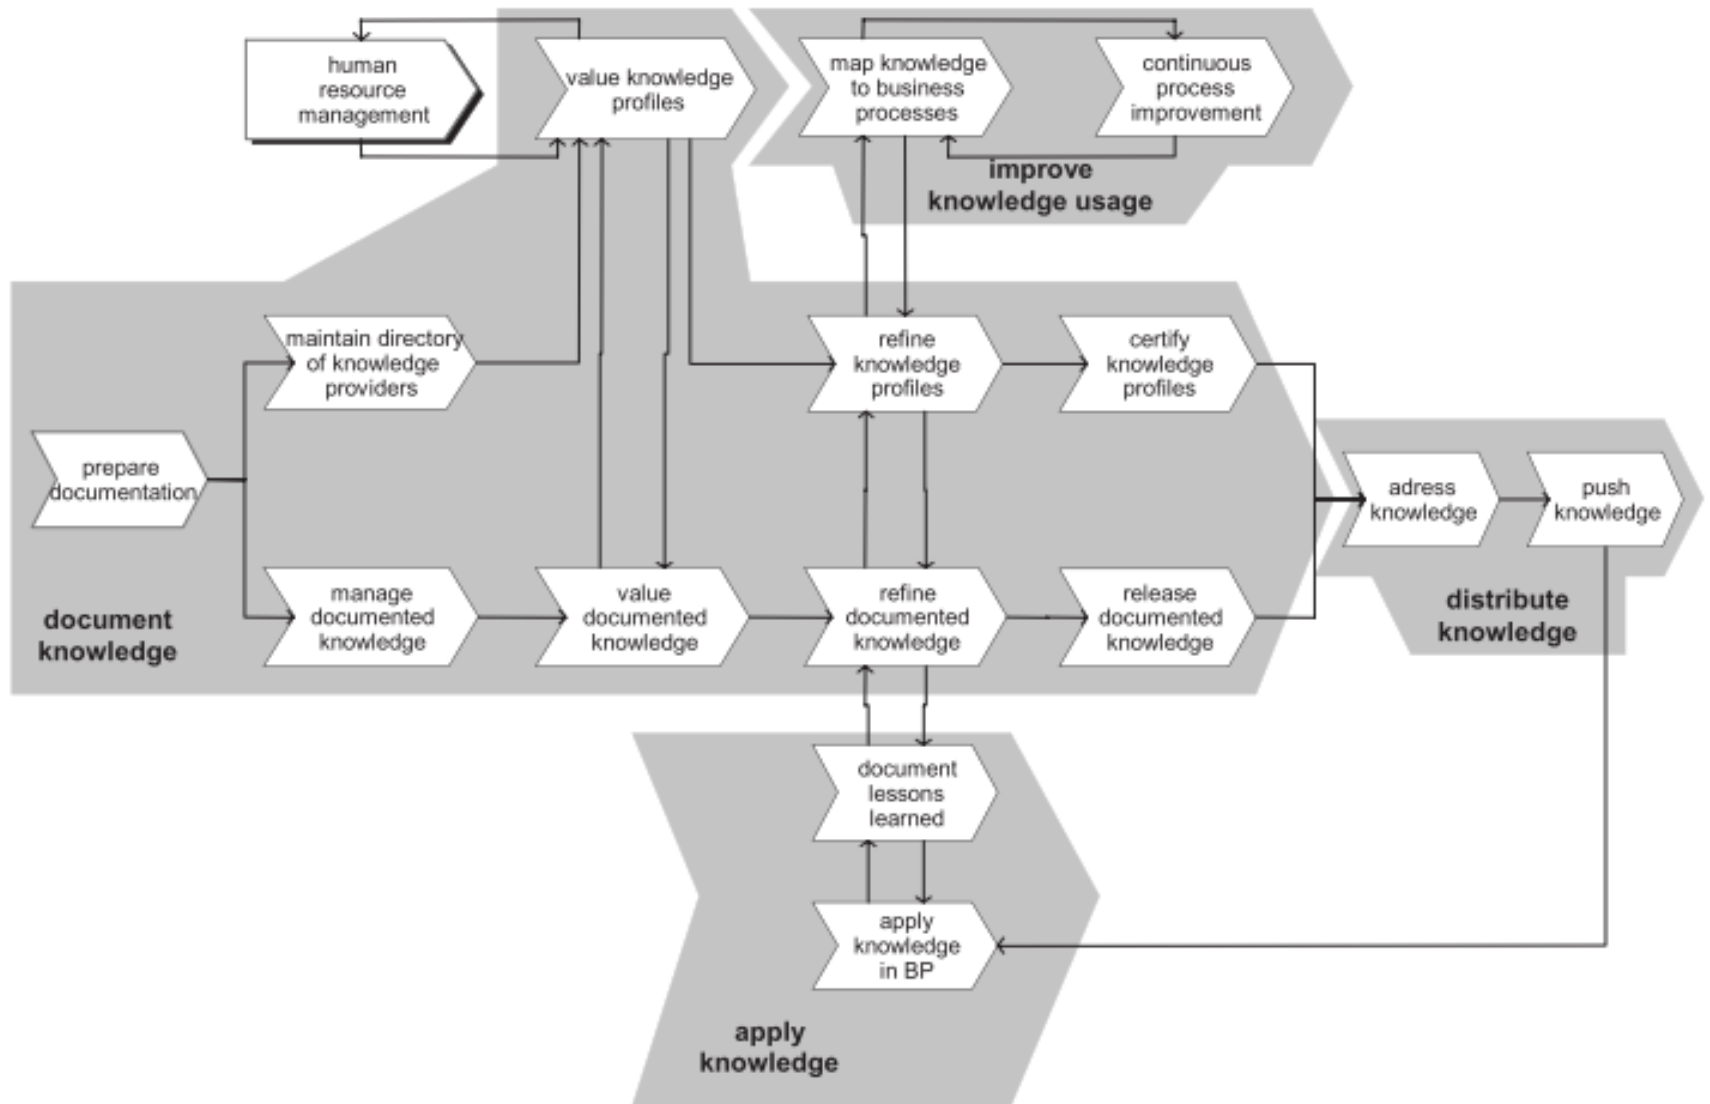 human
resource
management
value knowledge
profiles
map knowledge
to business
processes
continuous
process
improvement
improve
knowledge usage
maintain directory
of knowledge
providers
refine
knowledge
profiles
certify
knowledge
profiles
prepare
documentation
adress
knowledge
push
knowledge
manage
documented
knowledge
value
documented
knowledge
refine
documented
knowledge
release
documented
knowledge
document
knowledge
distribute
knowledge
document
lessons
learned
apply
knowledge
in BP
apply
knowledge